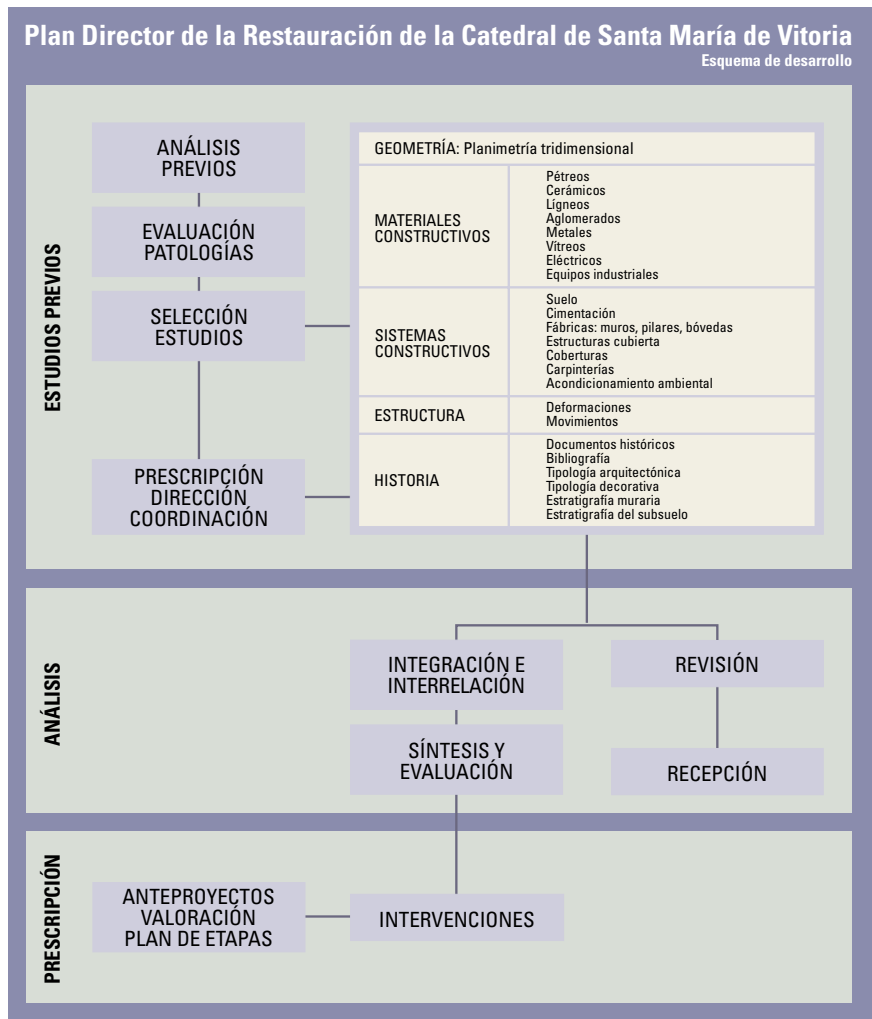 Plan Director de la Restauración de la Catedral de Santa María de Vitoria
Esquema de desarrollo
ESTUDIOS PREVIOS
ANÁLISIS
PREVIOS
EVALUACIÓN
PATOLOGÍAS
SELECCIÓN
ESTUDIOS
PRESCRIPCIÓN
DIRECCIÓN
COORDINACIÓN
GEOMETRÍA: Planimetría tridimensional
MATERIALES
CONSTRUCTIVOS
Pétreos
Cerámicos
Lígneos
Aglomerados
Metales
Vítreos
Eléctricos
Equipos industriales
SISTEMAS
CONSTRUCTIVOS
Suelo
Cimentación
Fábricas: muros, pilares, bóvedas
Estructuras cubierta
Coberturas
Carpinterías
Acondicionamiento ambiental
ESTRUCTURA
Deformaciones
Movimientos
HISTORIA
Documentos históricos
Bibliografía
Tipología arquitectónica
Tipología decorativa
Estratigrafía muraria
Estratigrafía del subsuelo
ANÁLISIS
INTEGRACIÓN E
INTERRELACIÓN
SÍNTESIS Y
EVALUACIÓN
REVISIÓN
RECEPCIÓN
PRESCRIPCIÓN
ANTEPROYECTOS
VALORACIÓN
PLAN DE ETAPAS
INTERVENCIONES